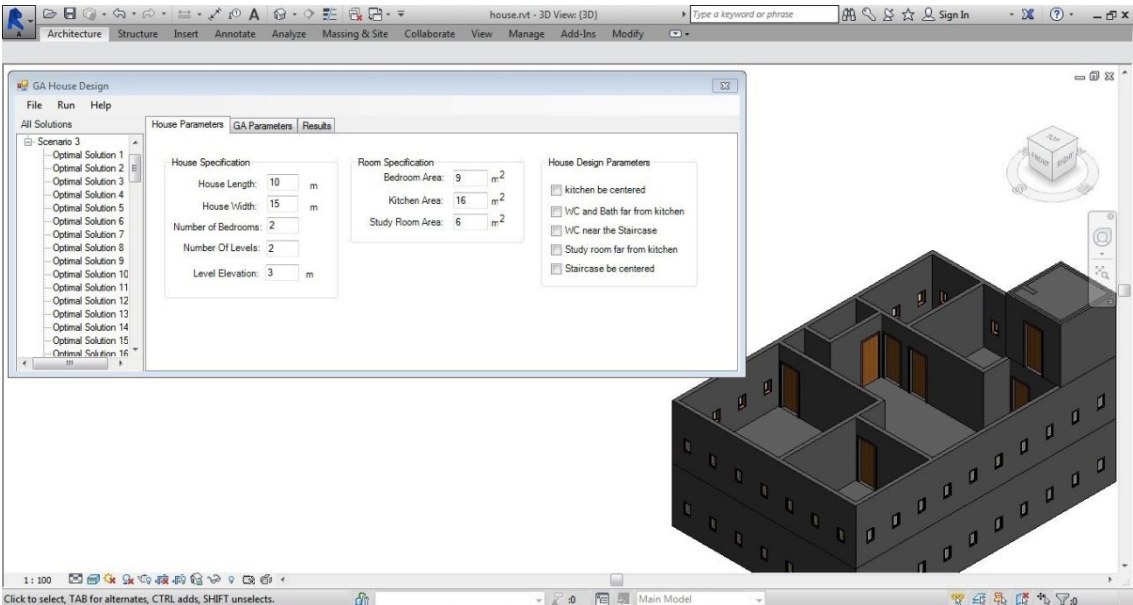 house.rvt - 3D View: {3D}
Type a keyword or phrase
Sign In
Architecture Structure Insert Annotate Analyze Massing & Site Collaborate View Manage Add-Ins Modify
GA House Design
File Run Help
All Solutions
House Parameters GA Parameters Results
Scenario 3
Optimal Solution 1
Optimal Solution 2
Optimal Solution 3
Optimal Solution 4
Optimal Solution 5
Optimal Solution 6
Optimal Solution 7
Optimal Solution 8
Optimal Solution 9
Optimal Solution 10
Optimal Solution 11
Optimal Solution 12
Optimal Solution 13
Optimal Solution 14
Optimal Solution 15
Optimal Solution 16
House Specification
House Length: 10 m
House Width: 15 m
Number of Bedrooms: 2
Number Of Levels: 2
Level Elevation: 3 m
Room Specification
Bedroom Area: 9 m2
Kitchen Area: 16 m2
Study Room Area: 6 m2
House Design Parameters
kitchen be centered
WC and Bath far from kitchen
WC near the Staircase
Study room far from kitchen
Staircase be centered
TOP
FRONT RIGHT
1 : 100
Click to select, TAB for alternates, CTRL adds, SHIFT unselects.
:0
Main Model
:0